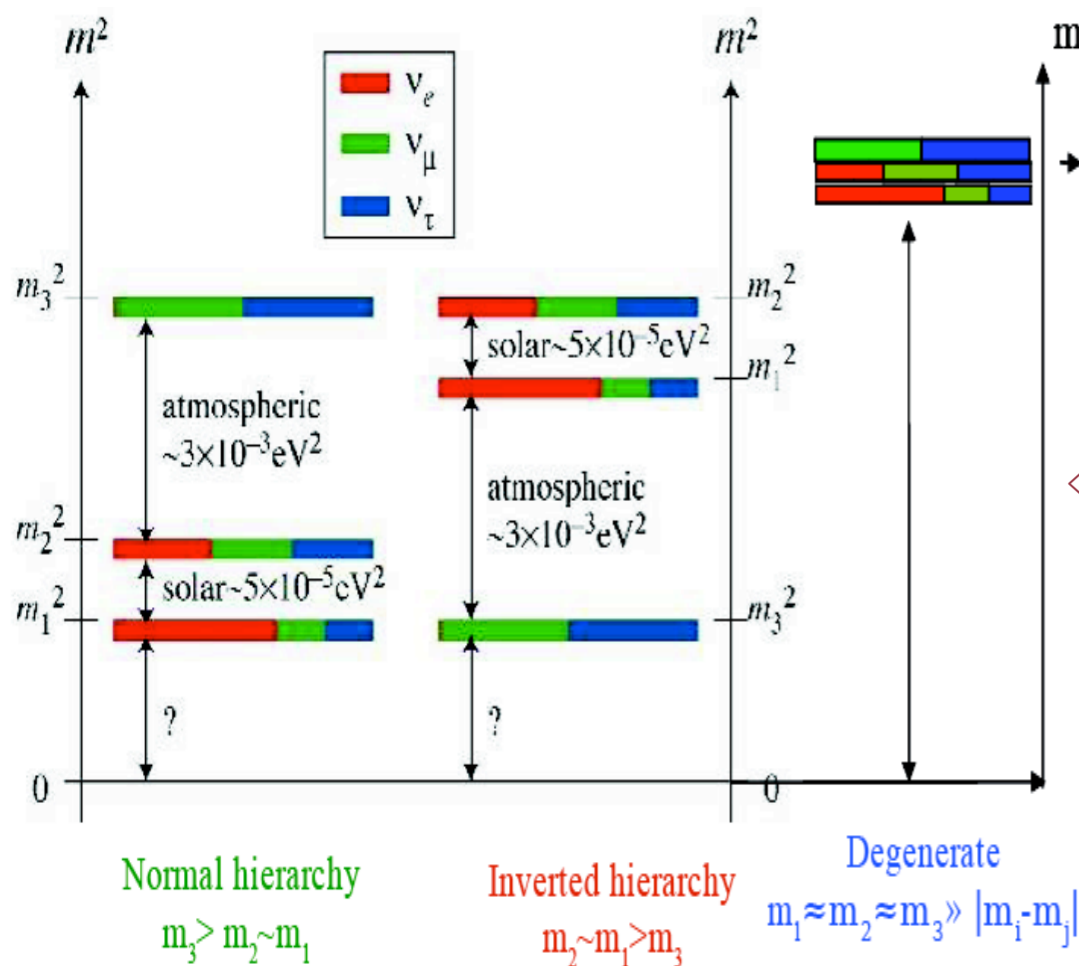 m²
m²
m
νₑ
ν_μ
ν_τ
m₃²
m₂²
solar~5×10⁻⁵eV²
m₁²
atmospheric
~3×10⁻³eV²
atmospheric
~3×10⁻³eV²
m₂²
solar~5×10⁻⁵eV²
m₁²
m₃²
?
?
0
0
Normal hierarchy
m₃> m₂~m₁
Inverted hierarchy
m₂~m₁>m₃
Degenerate
m₁≈m₂≈m₃» |mᵢ-mⱼ|